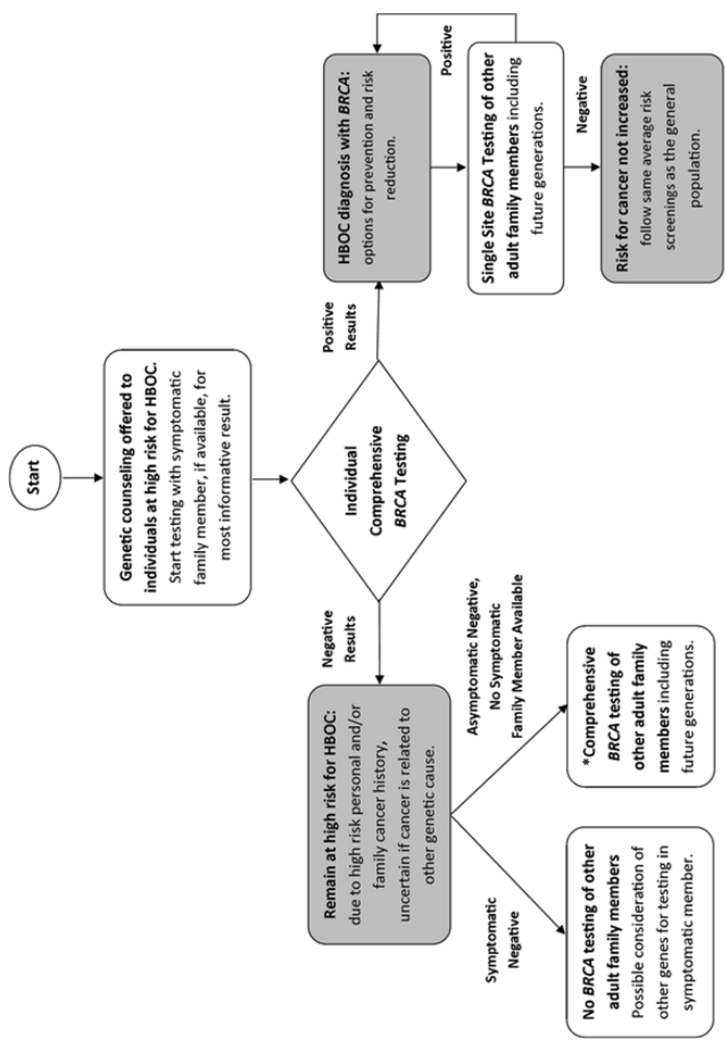 Start
Genetic counseling offered to
individuals at high risk for HBOC.
Start testing with symptomatic
family member, if available, for
most informative result.
Individual
Comprehensive
BRCA Testing
Negative
Results
Positive
Results
Remain at high risk for HBOC:
due to high risk personal and/or
family cancer history,
uncertain if cancer is related to
other genetic cause.
HBOC diagnosis with BRCA:
options for prevention and risk
reduction.
Symptomatic
Negative
Asymptomatic Negative,
No Symptomatic
Family Member Available
Positive
Single Site BRCA Testing of other
adult family members including
future generations.
Negative
No BRCA testing of other
adult family members
Possible consideration of
other genes for testing in
symptomatic member.
*Comprehensive
BRCA testing of
other adult family
members including
future generations.
Risk for cancer not increased:
follow same average risk
screenings as the general
population.